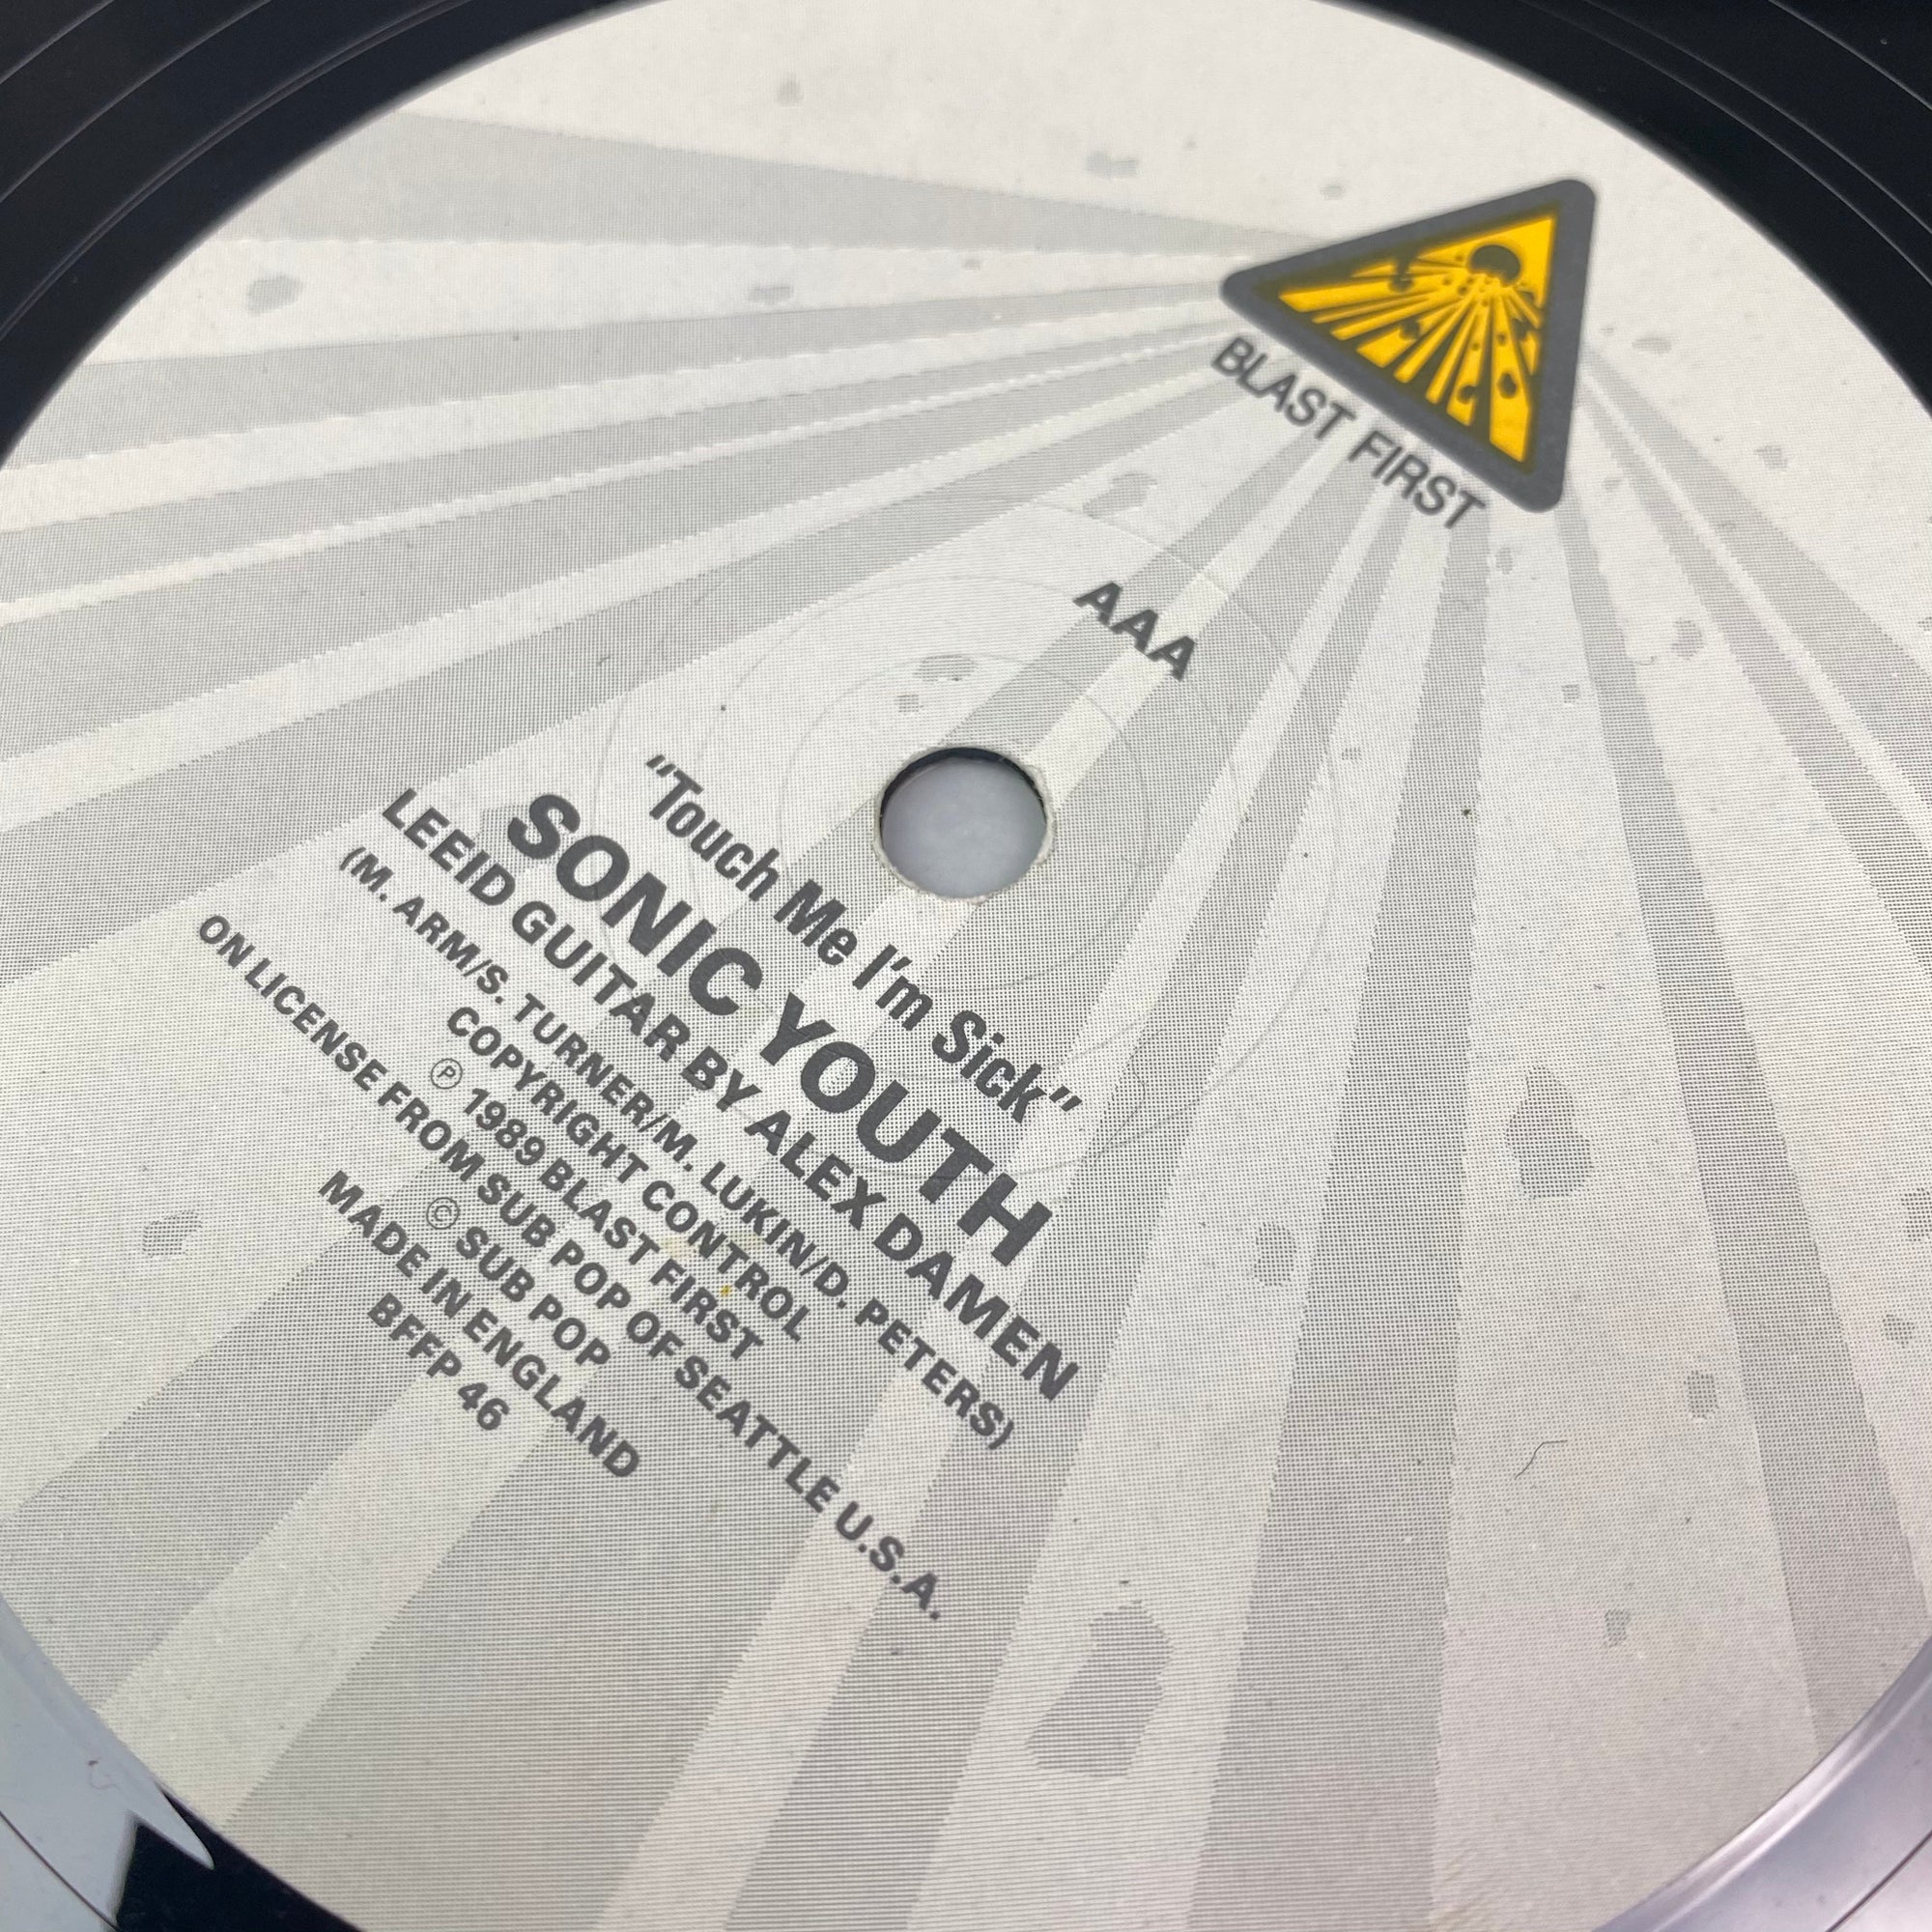 BLAST FIRST
AAA
"Touch Me I'm Sick"
SONIC YOUTH
LEEID GUITAR BY ALEX DAMEN
(M. ARM/S. TURNER/M. LUKIN/D. PETERS)
COPYRIGHT CONTROL
℗ 1989 BLAST FIRST
ON LICENSE FROM SUB POP OF SEATTLE U.S.A.
© SUB POP
MADE IN ENGLAND
BFFP 46